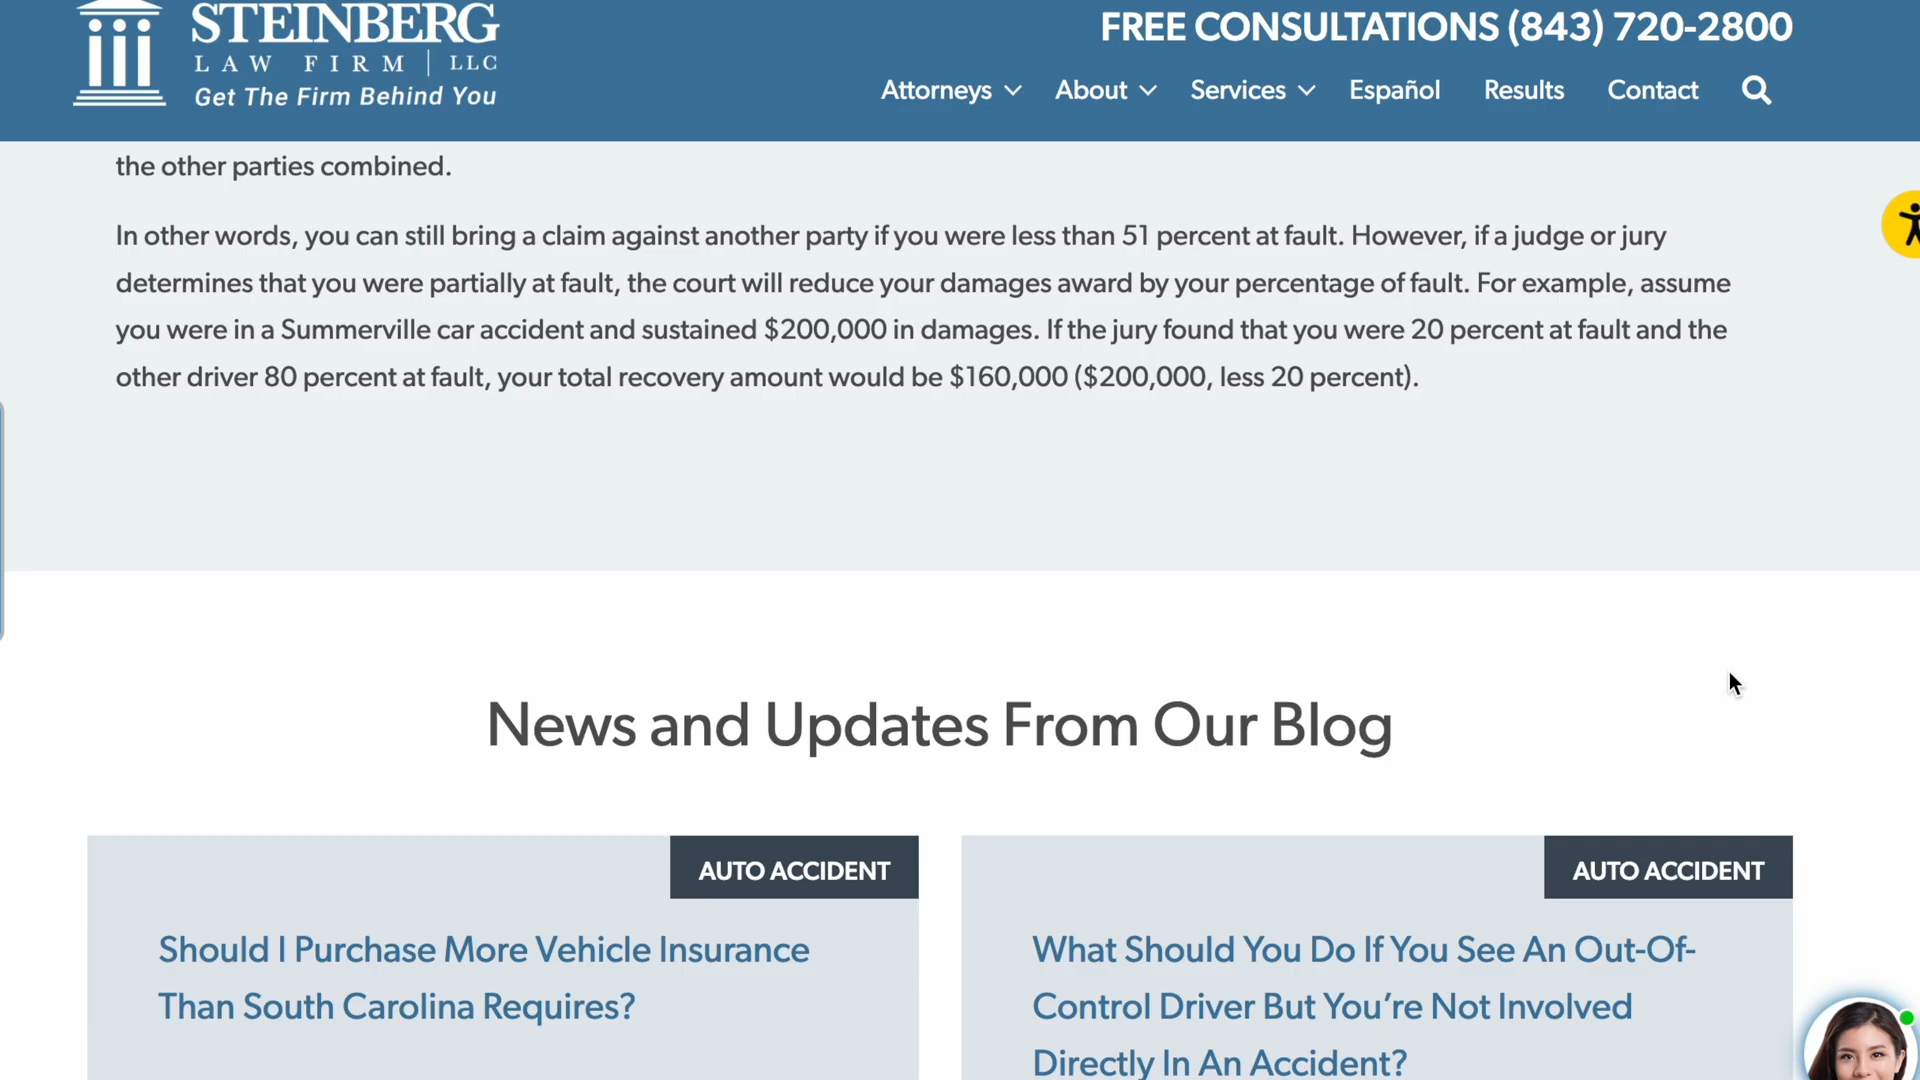 STEINBERG
LAW FIRM | LLC
Get The Firm Behind You
FREE CONSULTATIONS (843) 720-2800
Attorneys About Services Español Results Contact
the other parties combined.
In other words, you can still bring a claim against another party if you were less than 51 percent at fault. However, if a judge or jury
determines that you were partially at fault, the court will reduce your damages award by your percentage of fault. For example, assume
you were in a Summerville car accident and sustained $200,000 in damages. If the jury found that you were 20 percent at fault and the
other driver 80 percent at fault, your total recovery amount would be $160,000 ($200,000, less 20 percent).
News and Updates From Our Blog
AUTO ACCIDENT
Should I Purchase More Vehicle Insurance
Than South Carolina Requires?
AUTO ACCIDENT
What Should You Do If You See An Out-Of-
Control Driver But You’re Not Involved
Directly In An Accident?